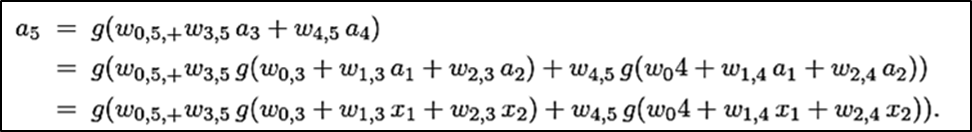 a₅ = g(w₀,₅,₊w₃,₅ a₃ + w₄,₅ a₄)
= g(w₀,₅,₊w₃,₅ g(w₀,₃ + w₁,₃ a₁ + w₂,₃ a₂) + w₄,₅ g(w₀4 + w₁,₄ a₁ + w₂,₄ a₂))
= g(w₀,₅,₊w₃,₅ g(w₀,₃ + w₁,₃ x₁ + w₂,₃ x₂) + w₄,₅ g(w₀4 + w₁,₄ x₁ + w₂,₄ x₂)).